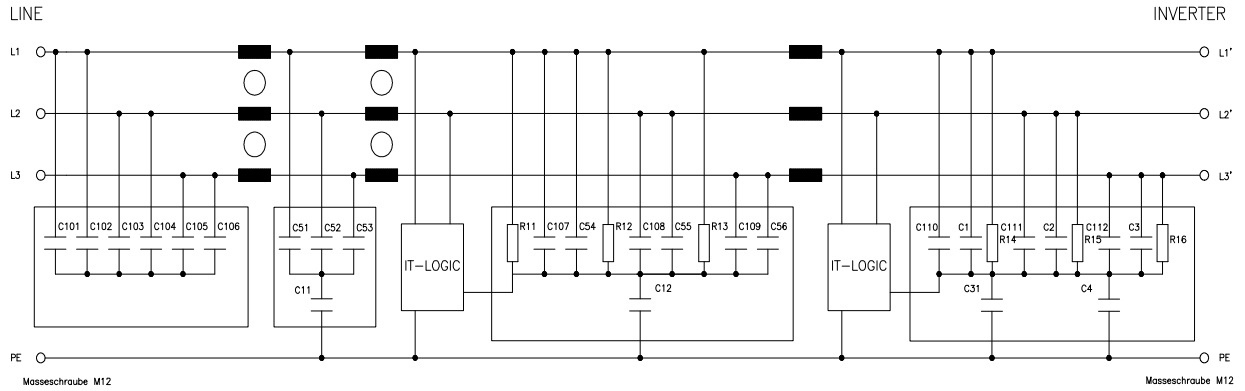 LINE
INVERTER
L1
L1'
L2
L2'
L3
L3'
C101
C102
C103
C104
C105
C106
C51
C52
C53
C11
IT-LOGIC
R11
C107
C54
R12
C108
C55
R13
C109
C56
C12
IT-LOGIC
C110
C1
R14
C111
C2
R15
C112
C3
R16
C31
C4
PE
PE
Masseschraube M12
Masseschraube M12